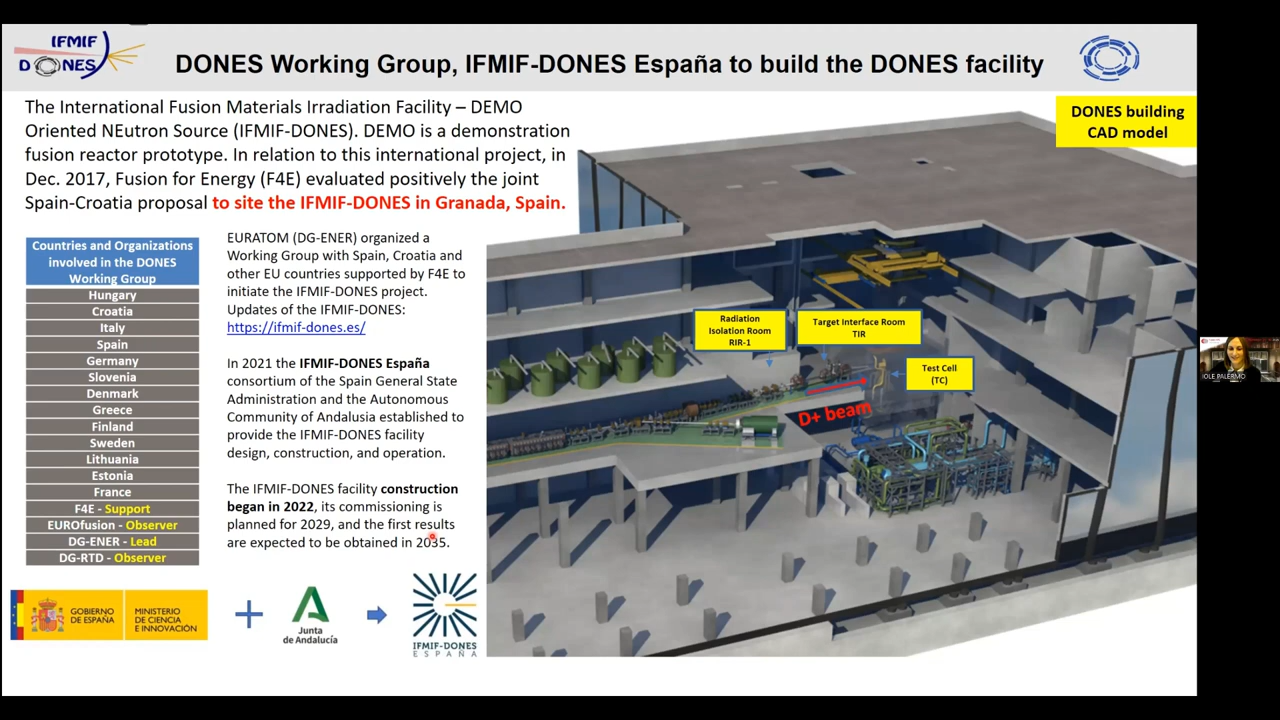 IFMIF
DONES
DONES Working Group, IFMIF-DONES España to build the DONES facility
The International Fusion Materials Irradiation Facility – DEMO
Oriented NEutron Source (IFMIF-DONES). DEMO is a demonstration
fusion reactor prototype. In relation to this international project, in
Dec. 2017, Fusion for Energy (F4E) evaluated positively the joint
Spain-Croatia proposal to site the IFMIF-DONES in Granada, Spain.
DONES building
CAD model
Countries and Organizations
involved in the DONES
Working Group
Hungary
Croatia
Italy
Spain
Germany
Slovenia
Denmark
Greece
Finland
Sweden
Lithuania
Estonia
France
F4E - Support
EUROfusion - Observer
DG-ENER - Lead
DG-RTD - Observer
EURATOM (DG-ENER) organized a
Working Group with Spain, Croatia and
other EU countries supported by F4E to
initiate the IFMIF-DONES project.
Updates of the IFMIF-DONES:
https://ifmif-dones.es/
In 2021 the IFMIF-DONES España
consortium of the Spain General State
Administration and the Autonomous
Community of Andalusia established to
provide the IFMIF-DONES facility
design, construction, and operation.
The IFMIF-DONES facility construction
began in 2022, its commissioning is
planned for 2029, and the first results
are expected to be obtained in 2035.
Radiation
Isolation Room
RIR-1
Target Interface Room
TIR
Test Cell
(TC)
D+ beam
GOBIERNO
DE ESPAÑA
MINISTERIO
DE CIENCIA
E INNOVACIÓN
Junta
de Andalucía
IFMIF-DONES
ESPAÑA
IOLE PALERMO